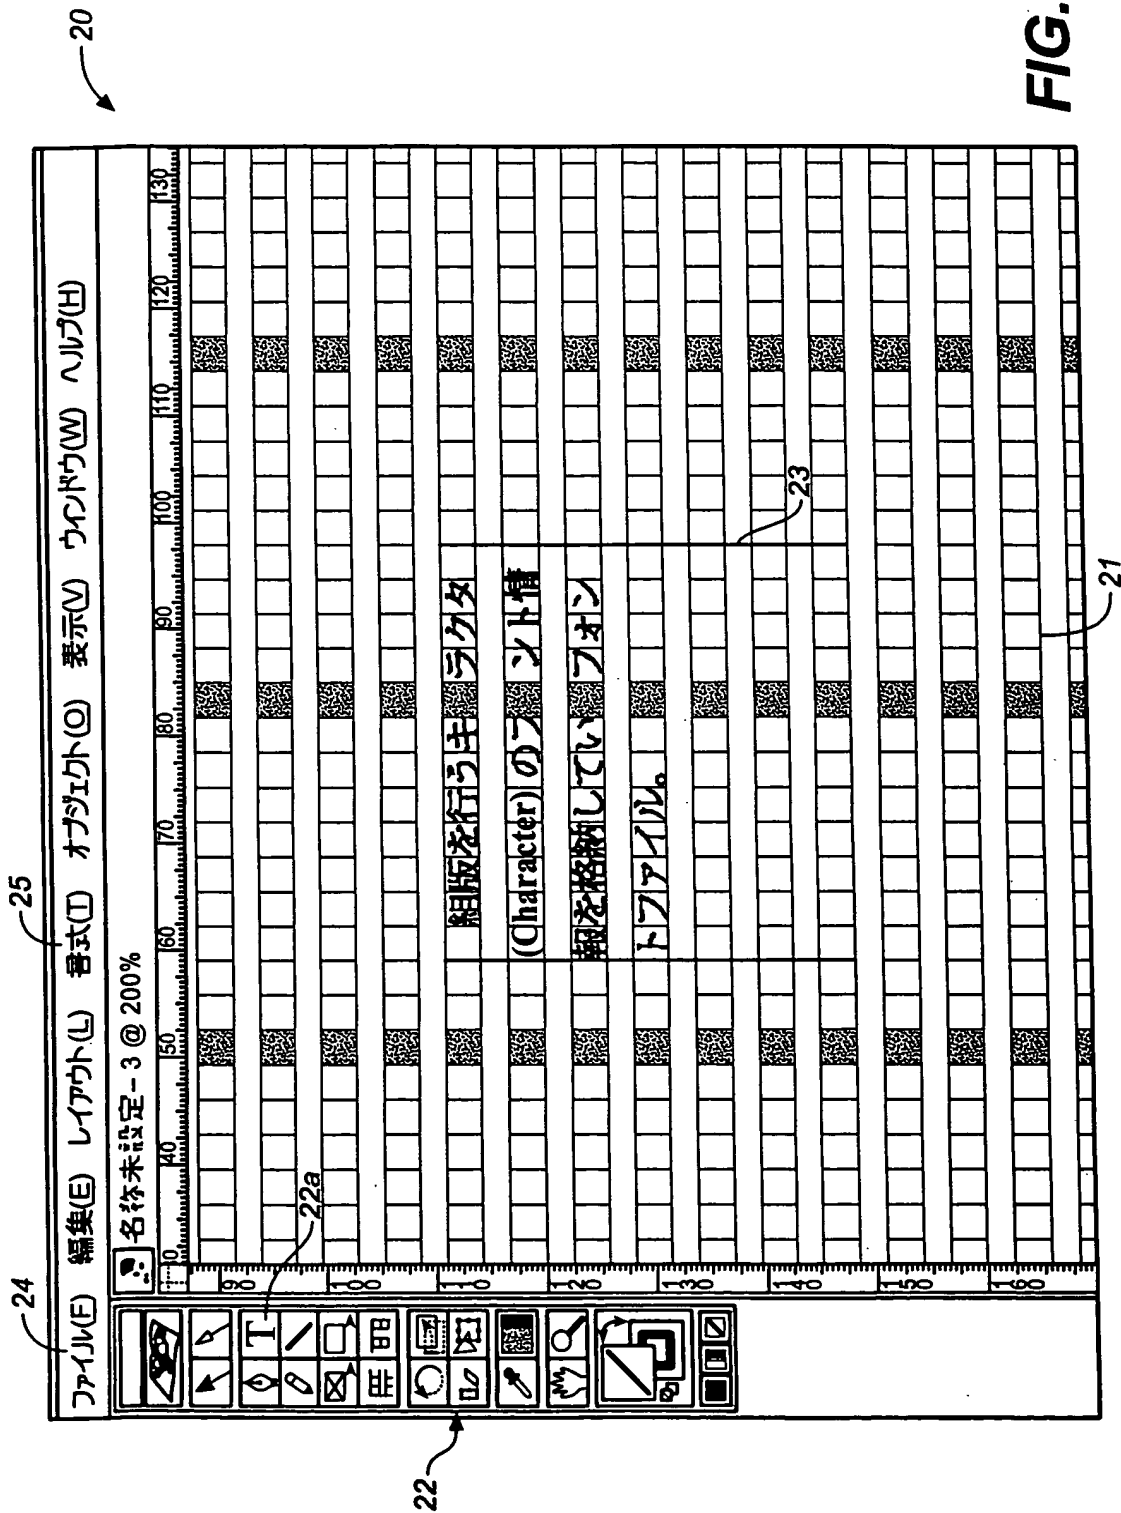 20
25
24
ファイル(F) 編集(E) レイアウト(L) 書式(T) オブジェクト(O) 表示(V) ウインドウ(W) ヘルプ(H)
名称未設定-3 @ 200%
0 40 50 60 70 80 90 100 110 120 130
22a
T
90
100
110
120
130
140
150
160
組版を行うキ ラクタ
(Character)のフ ント情
報を格納してい フォン
トファイル。
23
22
21
FIG.